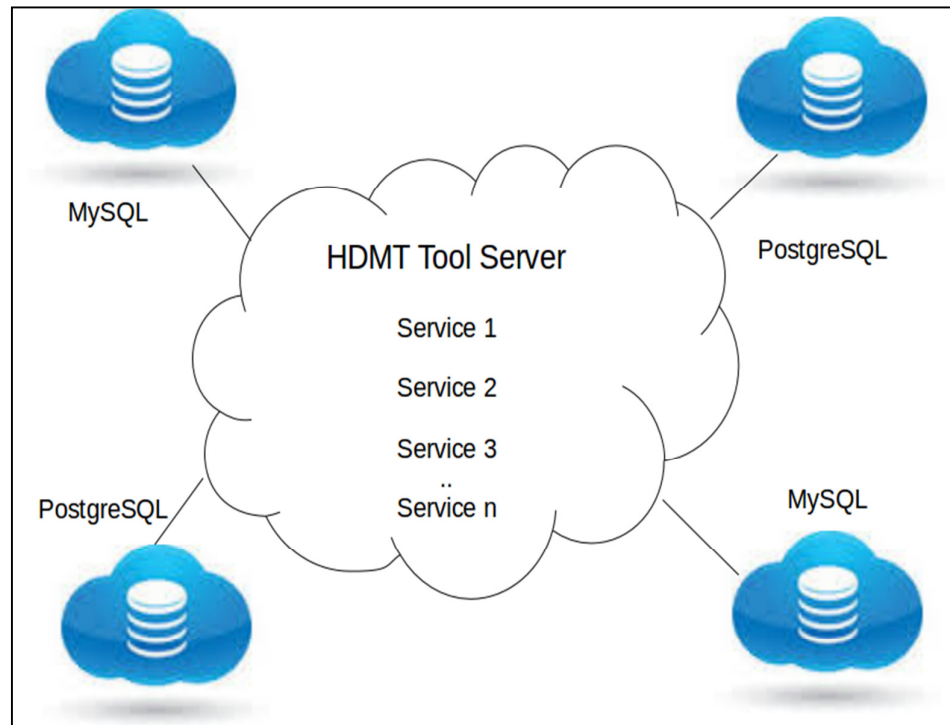 MySQL
PostgreSQL
HDMT Tool Server
Service 1
Service 2
Service 3
..
Service n
PostgreSQL
MySQL